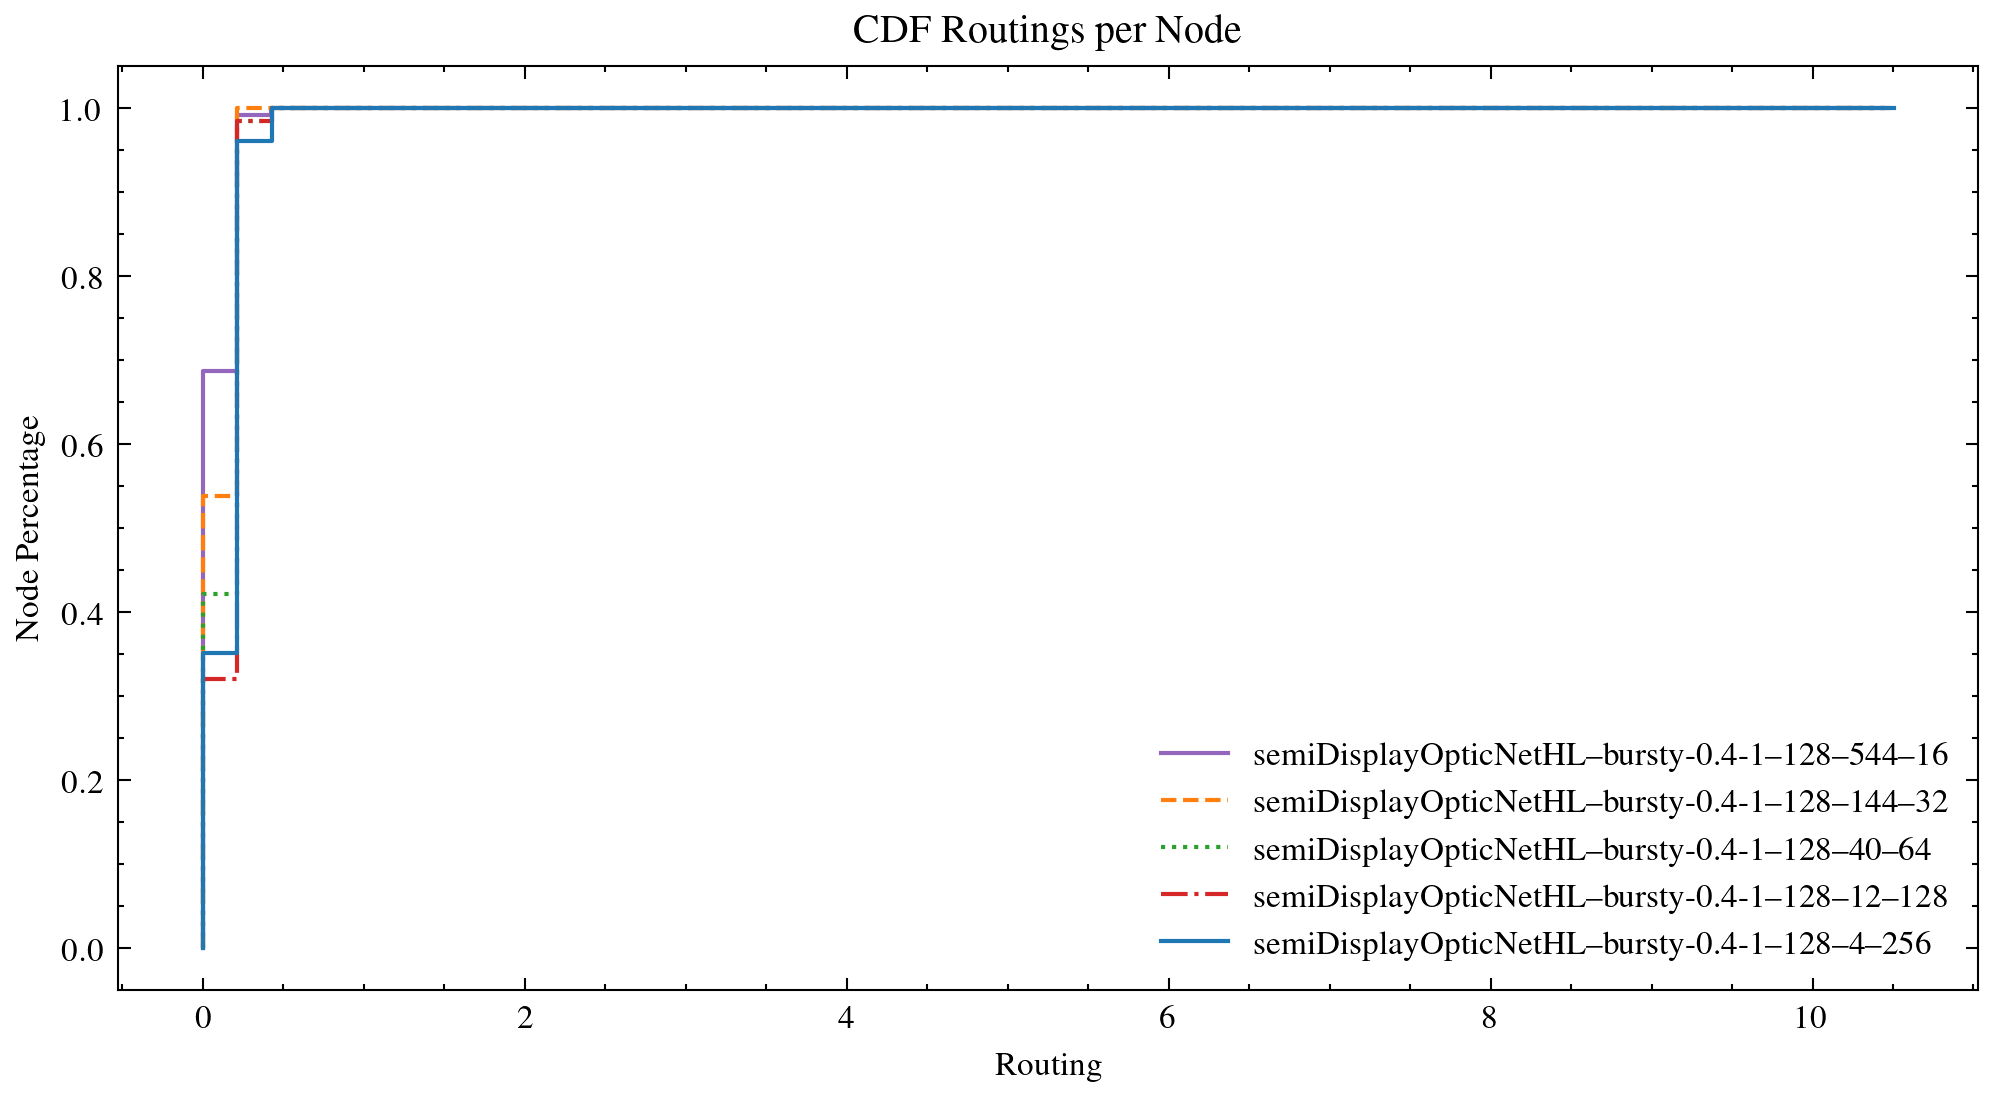 CDF Routings per Node
1.0
0.8
0.6
0.4
0.2
0.0
Node Percentage
semiDisplayOpticNetHL–bursty-0.4-1–128–544–16
semiDisplayOpticNetHL–bursty-0.4-1–128–144–32
semiDisplayOpticNetHL–bursty-0.4-1–128–40–64
semiDisplayOpticNetHL–bursty-0.4-1–128–12–128
semiDisplayOpticNetHL–bursty-0.4-1–128–4–256
0 2 4 6 8 10
Routing